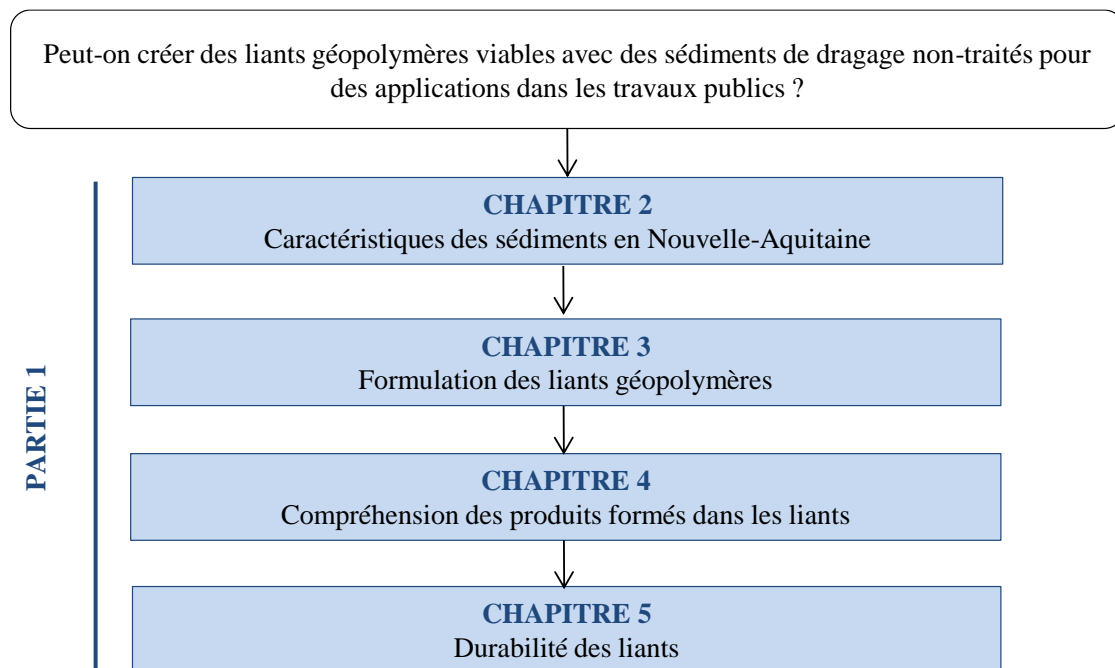 Peut-on créer des liants géopolymères viables avec des sédiments de dragage non-traités pour
des applications dans les travaux publics ?
PARTIE 1
CHAPITRE 2
Caractéristiques des sédiments en Nouvelle-Aquitaine
CHAPITRE 3
Formulation des liants géopolymères
CHAPITRE 4
Compréhension des produits formés dans les liants
CHAPITRE 5
Durabilité des liants